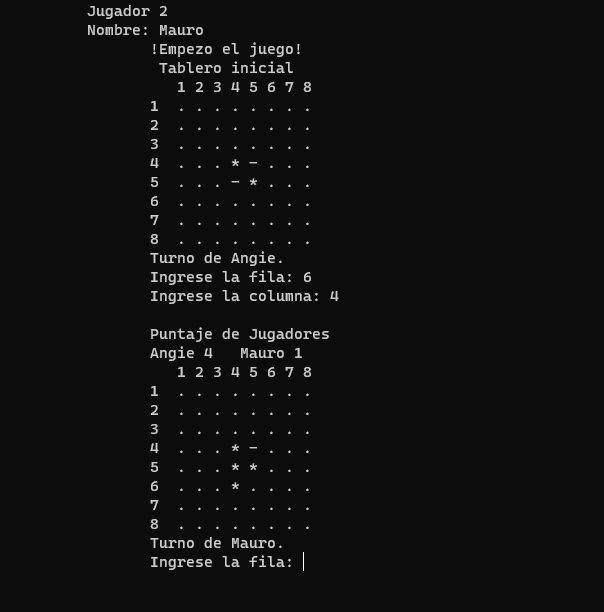 Jugador 2
Nombre: Mauro
!Empezo el juego!
Tablero inicial
1 2 3 4 5 6 7 8
1 . . . . . . . .
2 . . . . . . . .
3 . . . . . . . .
4 . . . * - . . .
5 . . . - * . . .
6 . . . . . . . .
7 . . . . . . . .
8 . . . . . . . .
Turno de Angie.
Ingrese la fila: 6
Ingrese la columna: 4
Puntaje de Jugadores
Angie 4   Mauro 1
1 2 3 4 5 6 7 8
1 . . . . . . . .
2 . . . . . . . .
3 . . . . . . . .
4 . . . * - . . .
5 . . . * * . . .
6 . . . * . . . .
7 . . . . . . . .
8 . . . . . . . .
Turno de Mauro.
Ingrese la fila: